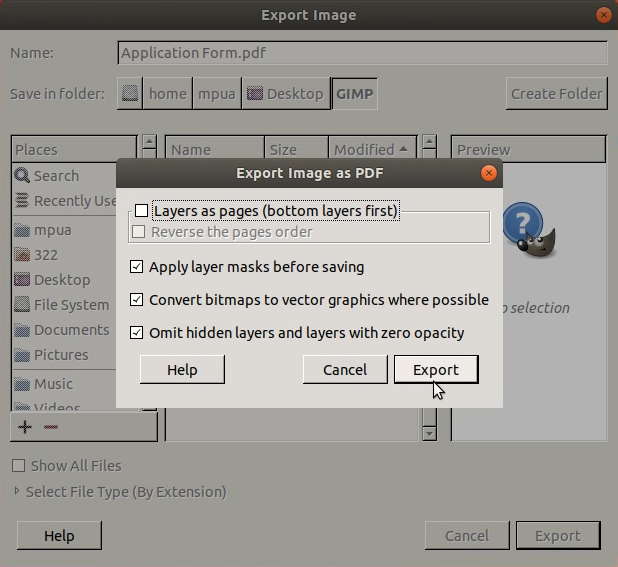 Export Image
Name: Application Form.pdf
Save in folder: home mpua Desktop GIMP Create Folder
Places Name Size Modified Preview
Search
Recently Use
mpua
322
Desktop
File System
Documents
Pictures
Music
Videos
Export Image as PDF
Layers as pages (bottom layers first)
Reverse the pages order
Apply layer masks before saving
Convert bitmaps to vector graphics where possible
Omit hidden layers and layers with zero opacity
Help Cancel Export
selection
Show All Files
Select File Type (By Extension)
Help Cancel Export